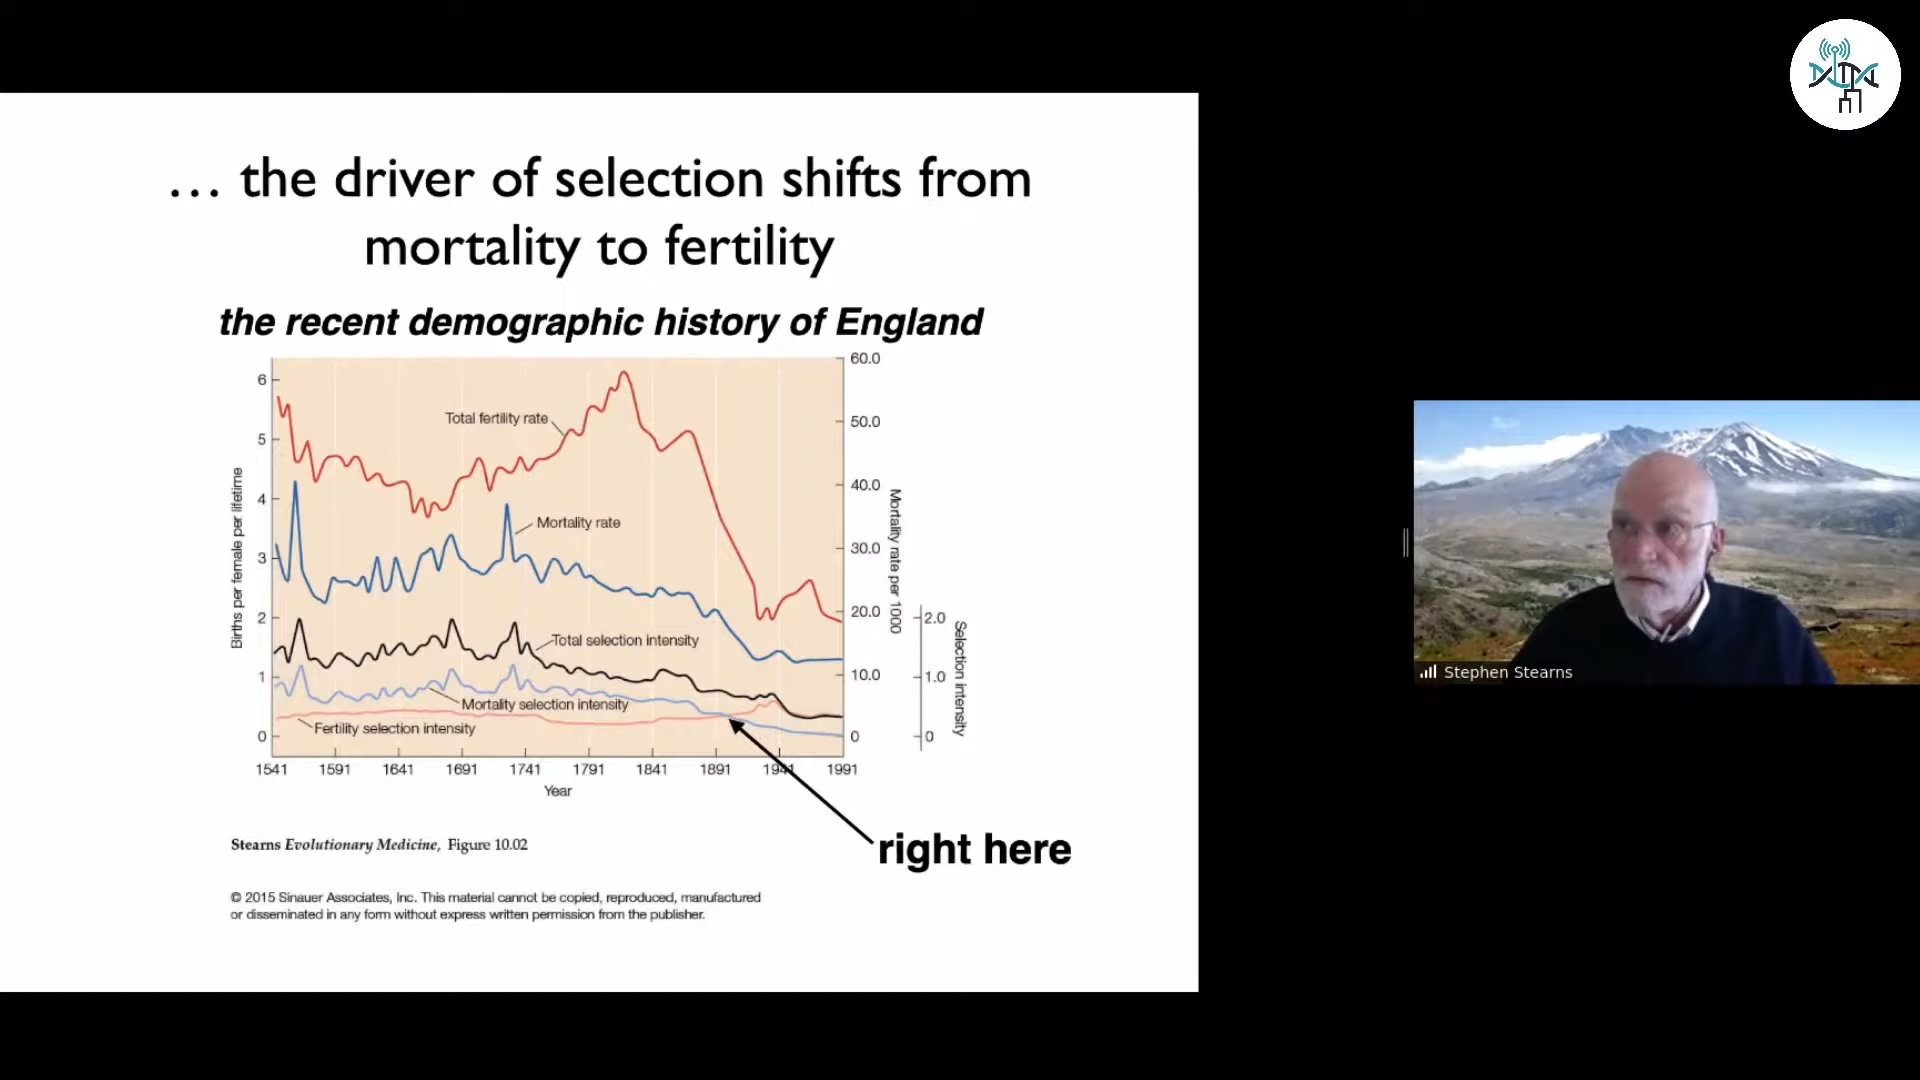 … the driver of selection shifts from
mortality to fertility
the recent demographic history of England
60.0
6
Total fertility rate
50.0
5
40.0
4
Mortality rate
Births per female per lifetime
Mortality rate per 1000
3
30.0
20.0
2
2.0
Total selection intensity
Selection intensity
1
10.0
1.0
Mortality selection intensity
Fertility selection intensity
0
0
0
1541 1591 1641 1691 1741 1791 1841 1891 1941 1991
Year
right here
Stearns Evolutionary Medicine, Figure 10.02
© 2015 Sinauer Associates, Inc. This material cannot be copied, reproduced, manufactured
or disseminated in any form without express written permission from the publisher.
Stephen Stearns